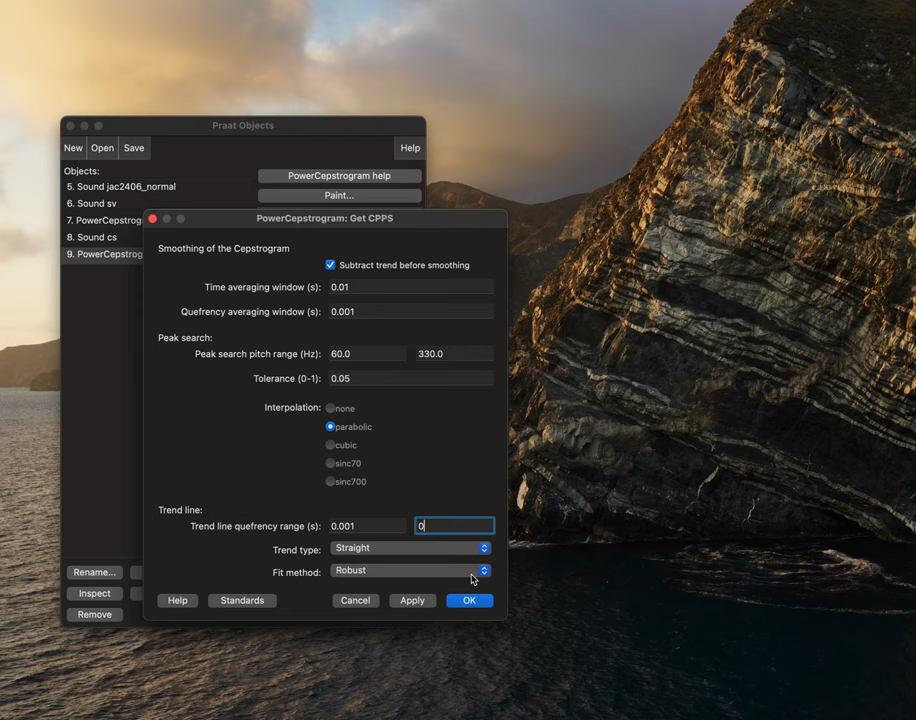 Praat Objects
New Open Save Help
Objects:
5. Sound jac2406_normal
6. Sound sv
7. PowerCepstrog
8. Sound cs
9. PowerCepstrog
PowerCepstrogram help
Paint...
PowerCepstrogram: Get CPPS
Smoothing of the Cepstrogram
Subtract trend before smoothing
Time averaging window (s): 0.01
Quefrency averaging window (s): 0.001
Peak search:
Peak search pitch range (Hz): 60.0 330.0
Tolerance (0-1): 0.05
Interpolation: none
parabolic
cubic
sinc70
sinc700
Trend line:
Trend line quefrency range (s): 0.001 0
Trend type: Straight
Fit method: Robust
Help Standards Cancel Apply OK
Rename...
Inspect
Remove